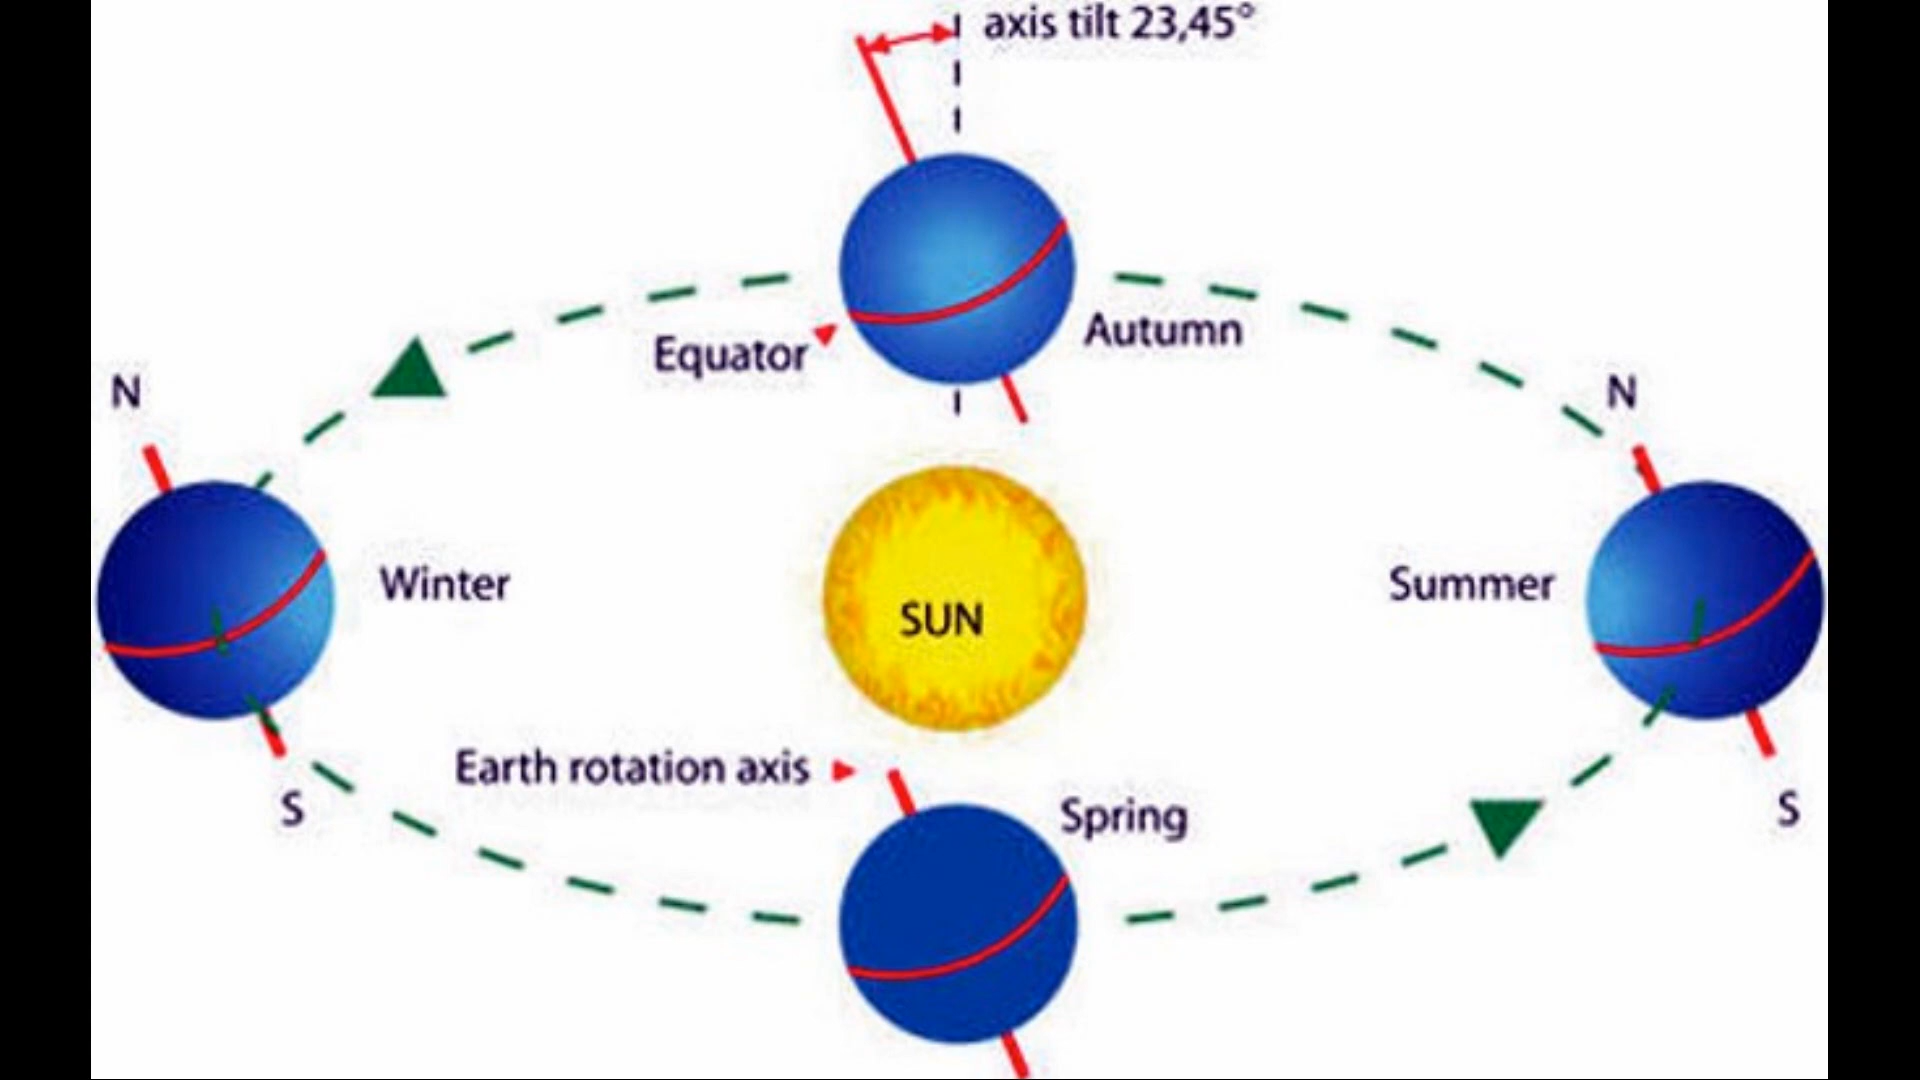 axis tilt 23,45°
Equator
Autumn
N
N
Winter
Summer
SUN
Earth rotation axis
Spring
S
S